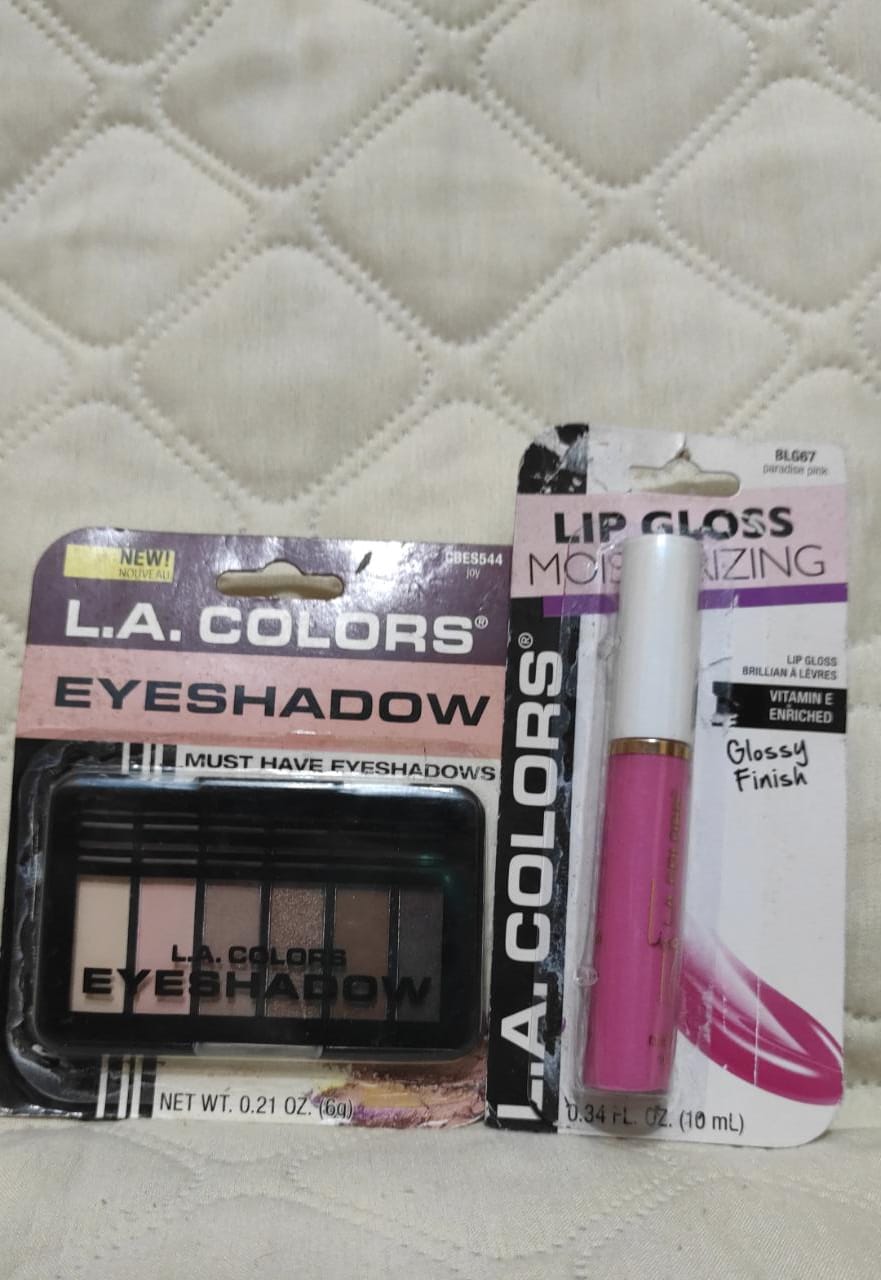 NEW!
NOUVEAU
CBES544
joy
L.A. COLORS®
EYESHADOW
MUST HAVE EYESHADOWS
L.A. COLORS
EYESHADOW
NET WT. 0.21 OZ. (6g)
BLG67
paradise pink
LIP GLOSS
L.A. COLORS®
LIP GLOSS
BRILLIAN À LÈVRES
VITAMIN E
ENRICHED
Glossy
Finish
0.34 FL. OZ. (10 mL)